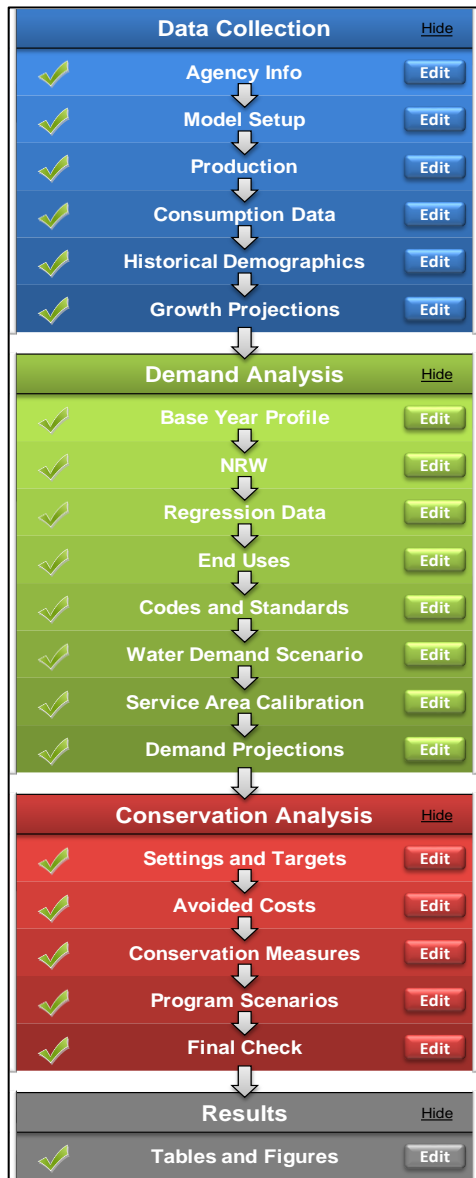 Data Collection Hide
Agency Info Edit
Model Setup Edit
Production Edit
Consumption Data Edit
Historical Demographics Edit
Growth Projections Edit
Demand Analysis Hide
Base Year Profile Edit
NRW Edit
Regression Data Edit
End Uses Edit
Codes and Standards Edit
Water Demand Scenario Edit
Service Area Calibration Edit
Demand Projections Edit
Conservation Analysis Hide
Settings and Targets Edit
Avoided Costs Edit
Conservation Measures Edit
Program Scenarios Edit
Final Check Edit
Results Hide
Tables and Figures Edit